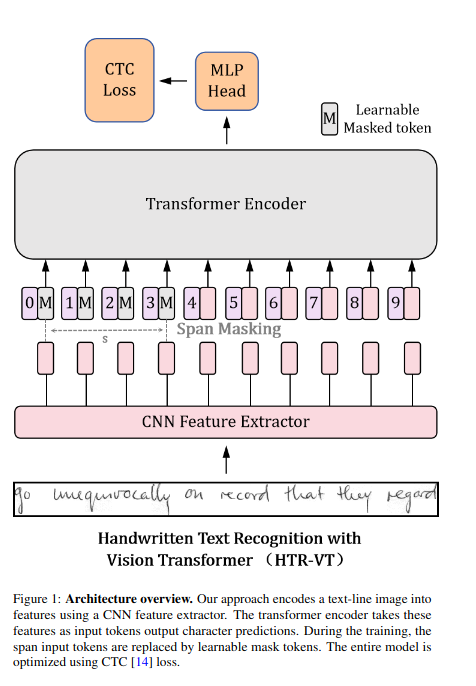 CTC
Loss
MLP
Head
M
Learnable
Masked token
Transformer Encoder
0 M 1 M 2 M 3 M 4 5 6 7 8 9
Span Masking
s
CNN Feature Extractor
go unequivocally on record that they regard
Handwritten Text Recognition with
Vision Transformer （HTR-VT）
Figure 1: Architecture overview. Our approach encodes a text-line image into
features using a CNN feature extractor. The transformer encoder takes these
features as input tokens output character predictions. During the training, the
span input tokens are replaced by learnable mask tokens. The entire model is
optimized using CTC [14] loss.